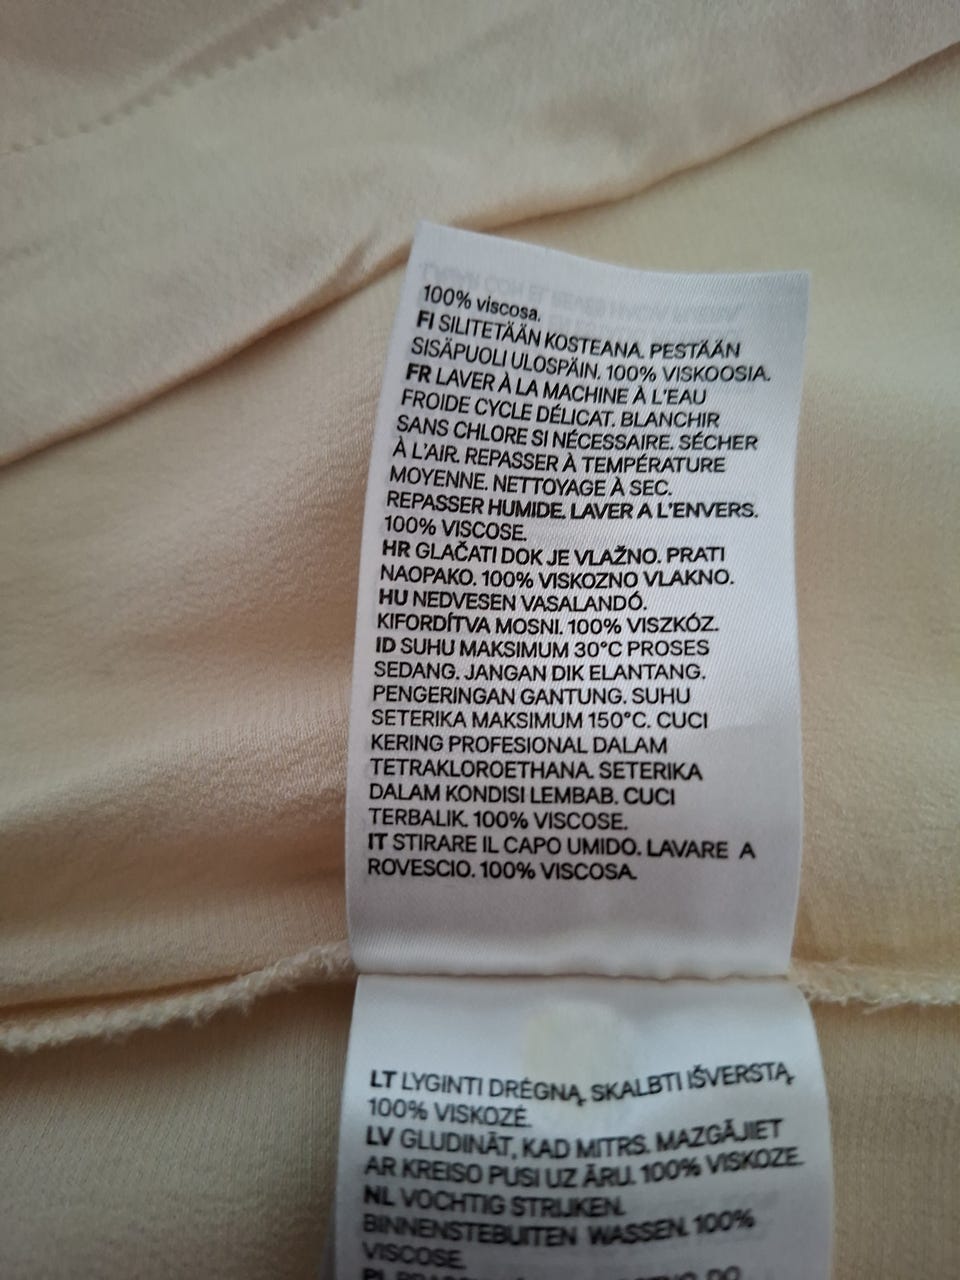 100% viscosa.
FI SILITETÄÄN KOSTEANA. PESTÄÄN
SISÄPUOLI ULOSPÄIN. 100% VISKOOSIA.
FR LAVER À LA MACHINE À L'EAU
FROIDE CYCLE DÉLICAT. BLANCHIR
SANS CHLORE SI NÉCESSAIRE. SÉCHER
À L'AIR. REPASSER À TEMPÉRATURE
MOYENNE. NETTOYAGE À SEC.
REPASSER HUMIDE. LAVER A L'ENVERS.
100% VISCOSE.
HR GLAČATI DOK JE VLAŽNO. PRATI
NAOPAKO. 100% VISKOZNO VLAKNO.
HU NEDVESEN VASALANDÓ.
KIFORDÍTVA MOSNI. 100% VISZKÓZ.
ID SUHU MAKSIMUM 30°C PROSES
SEDANG. JANGAN DIK ELANTANG.
PENGERINGAN GANTUNG. SUHU
SETERIKA MAKSIMUM 150°C. CUCI
KERING PROFESIONAL DALAM
TETRAKLOROETHANA. SETERIKA
DALAM KONDISI LEMBAB. CUCI
TERBALIK. 100% VISCOSE.
IT STIRARE IL CAPO UMIDO. LAVARE A
ROVESCIO. 100% VISCOSA.
LT LYGINTI DRĖGNĄ. SKALBTI IŠVERSTĄ.
100% VISKOZĖ.
LV GLUDINĀT, KAD MITRS. MAZGĀJIET
AR KREISO PUSI UZ ĀRU. 100% VISKOZE.
NL VOCHTIG STRIJKEN.
BINNENSTEBUITEN WASSEN. 100%
VISCOSE.